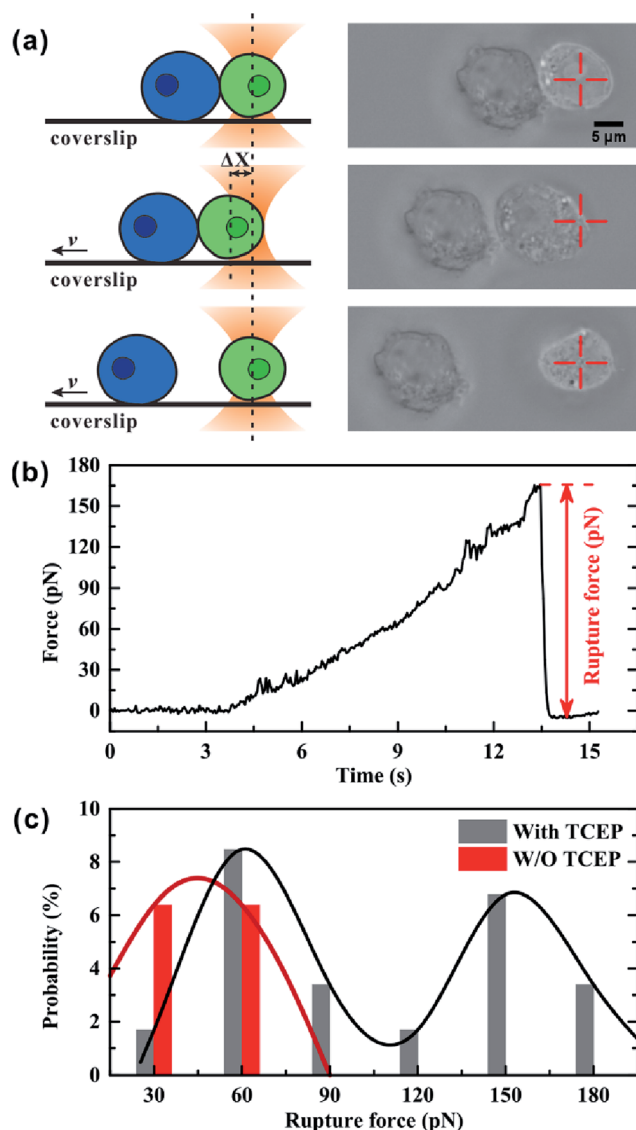 (a)
coverslip
5 μm
ΔX
v
coverslip
v
coverslip
(b)
180
150
120
90
60
30
0
Force (pN)
Rupture force (pN)
0 3 6 9 12 15
Time (s)
(c)
10
8
6
4
2
0
Probability (%)
With TCEP
W/O TCEP
30 60 90 120 150 180
Rupture force (pN)